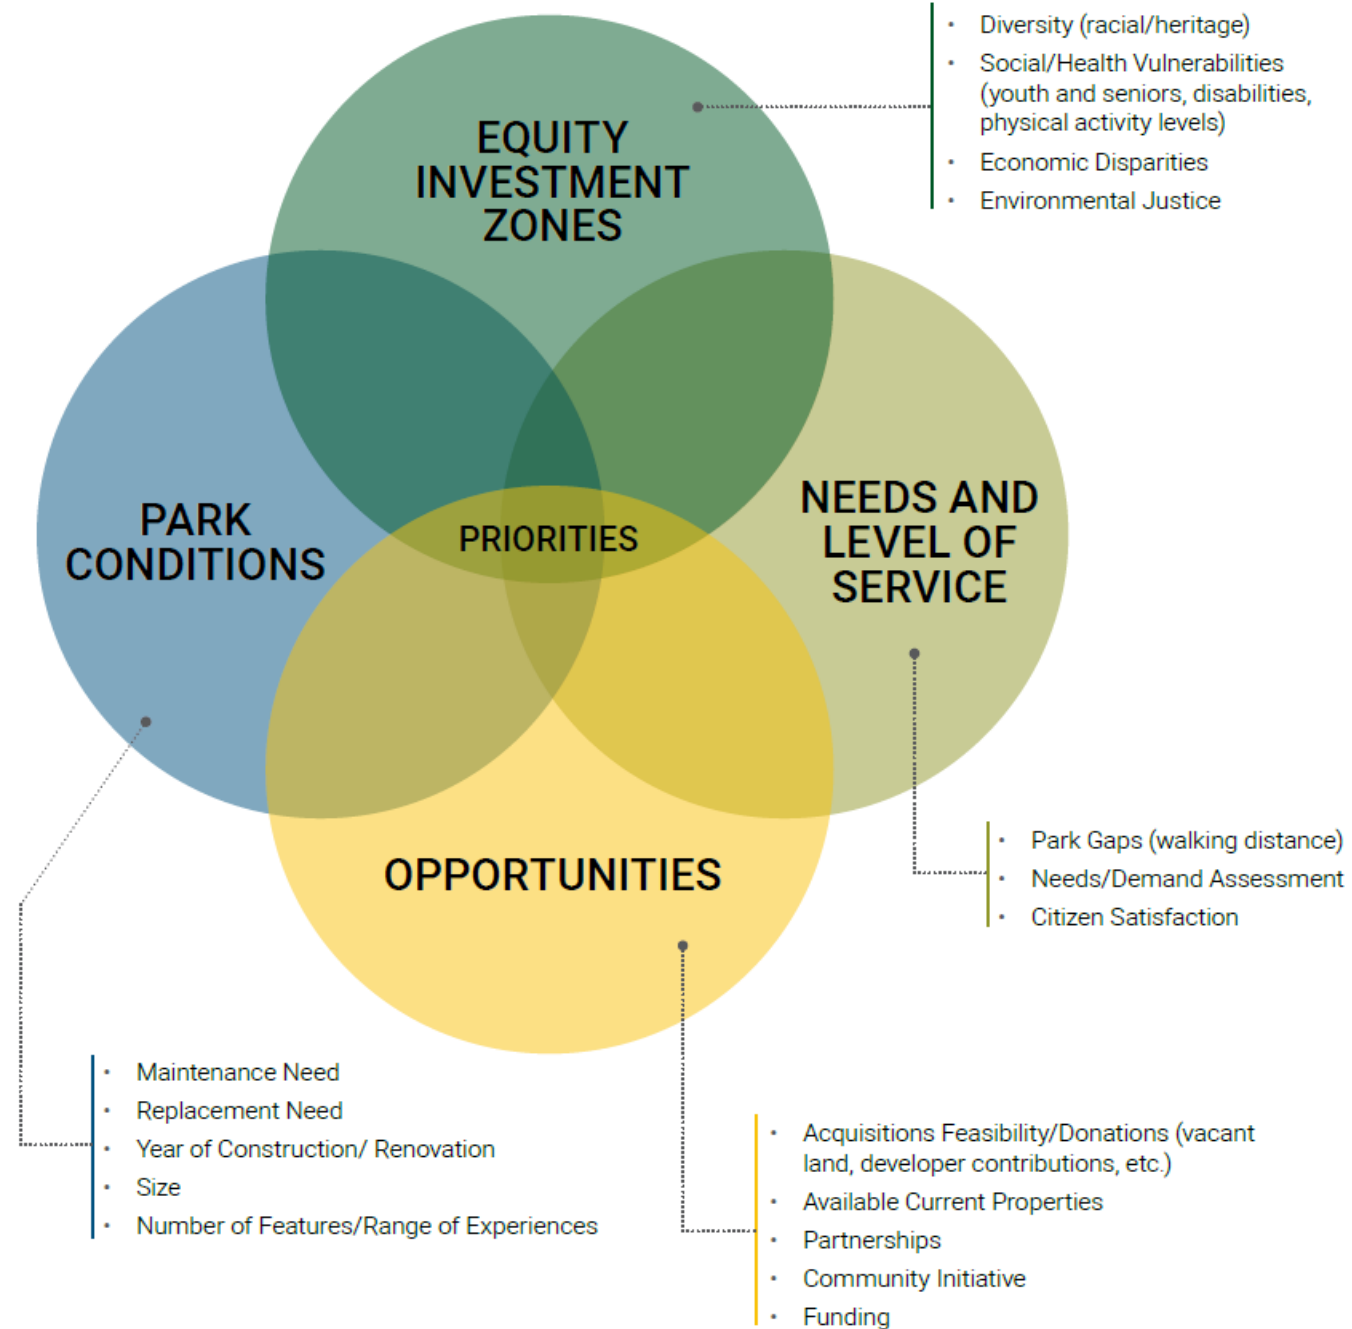 Diversity (racial/heritage)
Social/Health Vulnerabilities
(youth and seniors, disabilities,
physical activity levels)
Economic Disparities
Environmental Justice
EQUITY
INVESTMENT
ZONES
PARK
CONDITIONS
PRIORITIES
NEEDS AND
LEVEL OF
SERVICE
OPPORTUNITIES
Park Gaps (walking distance)
Needs/Demand Assessment
Citizen Satisfaction
Maintenance Need
Replacement Need
Year of Construction/ Renovation
Size
Number of Features/Range of Experiences
Acquisitions Feasibility/Donations (vacant
land, developer contributions, etc.)
Available Current Properties
Partnerships
Community Initiative
Funding